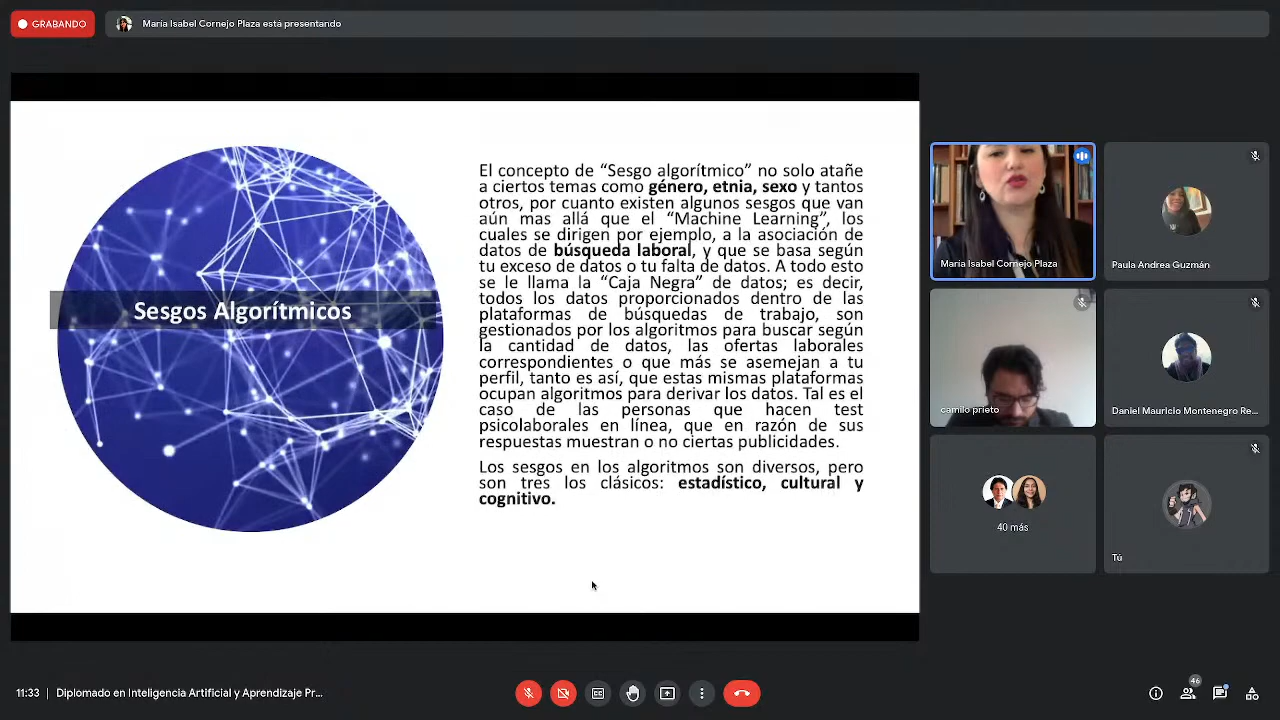 GRABANDO
María Isabel Cornejo Plaza está presentando
Sesgos Algorítmicos
El concepto de “Sesgo algorítmico” no solo atañe
a ciertos temas como género, etnia, sexo y tantos
otros, por cuanto existen algunos sesgos que van
aún mas allá que el “Machine Learning”, los
cuales se dirigen por ejemplo, a la asociación de
datos de búsqueda laboral, y que se basa según
tu exceso de datos o tu falta de datos. A todo esto
se le llama la “Caja Negra” de datos; es decir,
todos los datos proporcionados dentro de las
plataformas de búsquedas de trabajo, son
gestionados por los algoritmos para buscar según
la cantidad de datos, las ofertas laborales
correspondientes o que más se asemejan a tu
perfil, tanto es así, que estas mismas plataformas
ocupan algoritmos para derivar los datos. Tal es el
caso de las personas que hacen test
psicolaborales en línea, que en razón de sus
respuestas muestran o no ciertas publicidades.
Los sesgos en los algoritmos son diversos, pero
son tres los clásicos: estadístico, cultural y
cognitivo.
María Isabel Cornejo Plaza
Paula Andrea Guzmán
camilo prieto
Daniel Mauricio Montenegro Re...
40 más
Tú
11:33 | Diplomado en Inteligencia Artificial y Aprendizaje Pr...
46